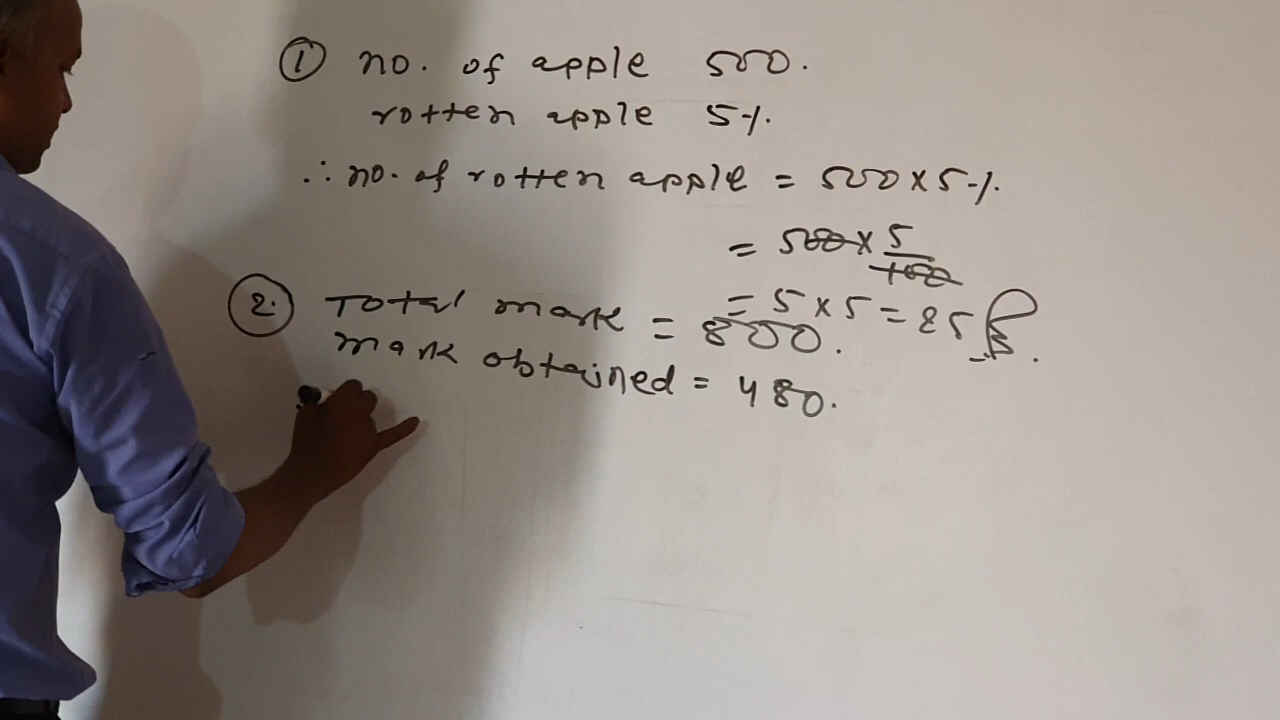 ① no. of apple 500.
rotten apple 5%.
∴ no. of rotten apple = 500 × 5%.
= 500 × 5/100
= 5 × 5 = 25
2. Total mark = 800.
mark obtained = 480.